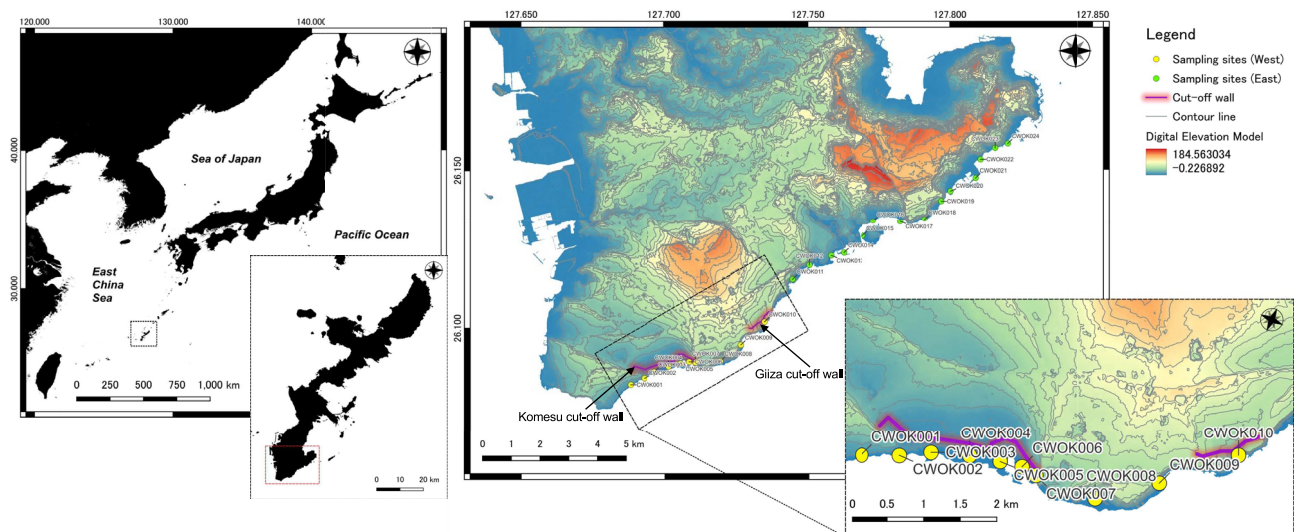 120.000
130.000
140.000
40.000
30.000
Sea of Japan
Pacific Ocean
East
China
Sea
0 250 500 750 1,000 km
0 10 20 km
127.650
127.700
127.750
127.800
127.850
26.150
26.100
CWOK024
CWOK022
CWOK021
CWOK020
CWOK019
CWOK018
CWOK017
CWOK015
CWOK011
CWOK010
CWOK009
CWOK008
CWOK005
CWOK002
CWOK001
Giiza cut-off wall
Komesu cut-off wall
0 1 2 3 4 5 km
Legend
Sampling sites (West)
Sampling sites (East)
Cut-off wall
Contour line
Digital Elevation Model
184.563034
-0.226892
CWOK001
CWOK002
CWOK003
CWOK004
CWOK005
CWOK006
CWOK007
CWOK008
CWOK009
CWOK010
0 0.5 1 2 km